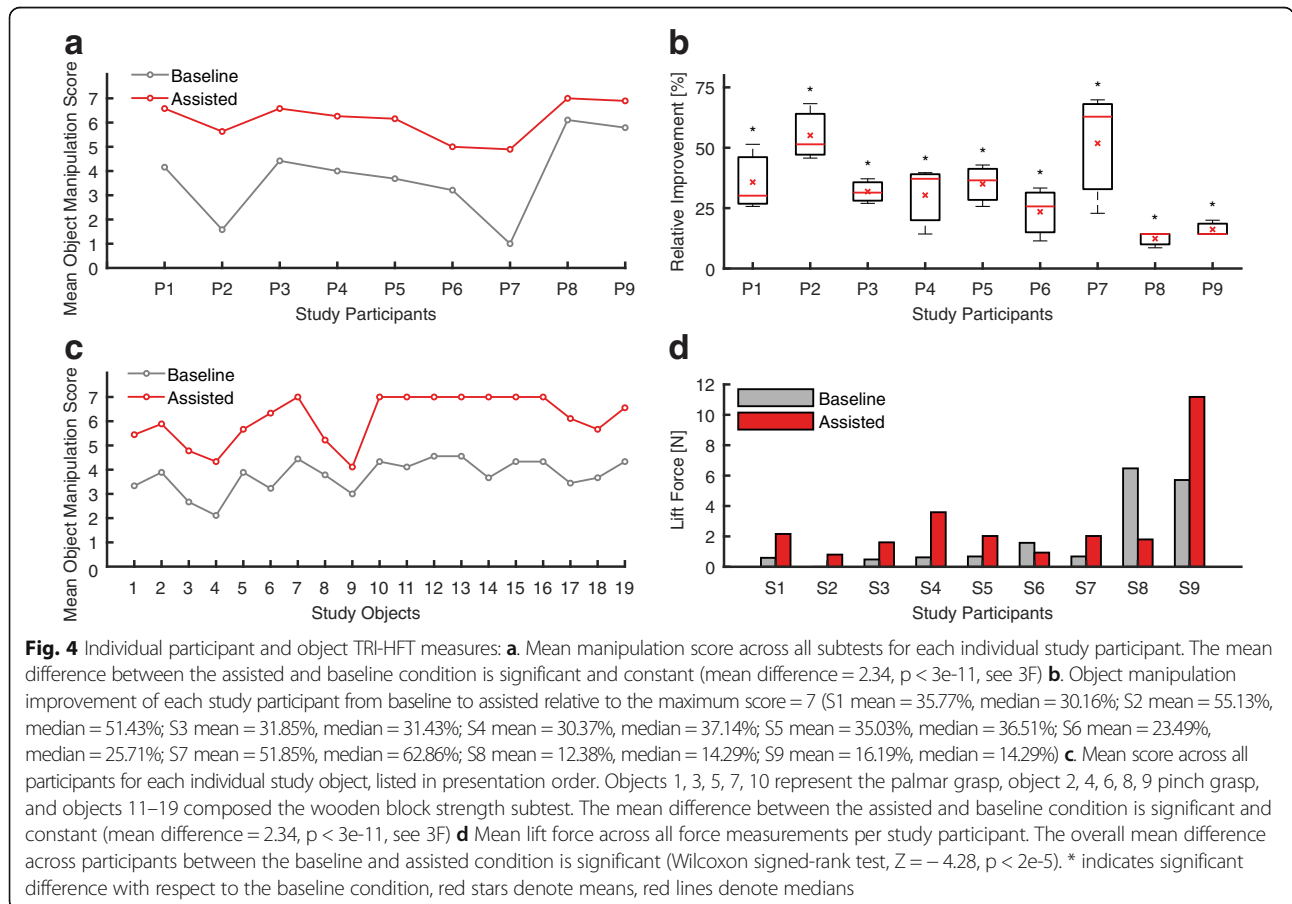 a
Baseline
Assisted
Mean Object Manipulation Score
7
6
5
4
3
2
1
0
P1 P2 P3 P4 P5 P6 P7 P8 P9
Study Participants
b
Relative Improvement [%]
75
50
25
0
* * * * * * * * *
P1 P2 P3 P4 P5 P6 P7 P8 P9
Study Participants
c
Baseline
Assisted
Mean Object Manipulation Score
7
6
5
4
3
2
1
0
1 2 3 4 5 6 7 8 9 10 11 12 13 14 15 16 17 18 19
Study Objects
d
Baseline
Assisted
Lift Force [N]
12
10
8
6
4
2
0
S1 S2 S3 S4 S5 S6 S7 S8 S9
Study Participants
Fig. 4 Individual participant and object TRI-HFT measures: a. Mean manipulation score across all subtests for each individual study participant. The mean
difference between the assisted and baseline condition is significant and constant (mean difference = 2.34, p < 3e-11, see 3F) b. Object manipulation
improvement of each study participant from baseline to assisted relative to the maximum score = 7 (S1 mean = 35.77%, median = 30.16%; S2 mean = 55.13%,
median = 51.43%; S3 mean = 31.85%, median = 31.43%; S4 mean = 30.37%, median = 37.14%; S5 mean = 35.03%, median = 36.51%; S6 mean = 23.49%,
median = 25.71%; S7 mean = 51.85%, median = 62.86%; S8 mean = 12.38%, median = 14.29%; S9 mean = 16.19%, median = 14.29%) c. Mean score across all
participants for each individual study object, listed in presentation order. Objects 1, 3, 5, 7, 10 represent the palmar grasp, object 2, 4, 6, 8, 9 pinch grasp,
and objects 11–19 composed the wooden block strength subtest. The mean difference between the assisted and baseline condition is significant and
constant (mean difference = 2.34, p < 3e-11, see 3F) d Mean lift force across all force measurements per study participant. The overall mean difference
across participants between the baseline and assisted condition is significant (Wilcoxon signed-rank test, Z = − 4.28, p < 2e-5). * indicates significant
difference with respect to the baseline condition, red stars denote means, red lines denote medians